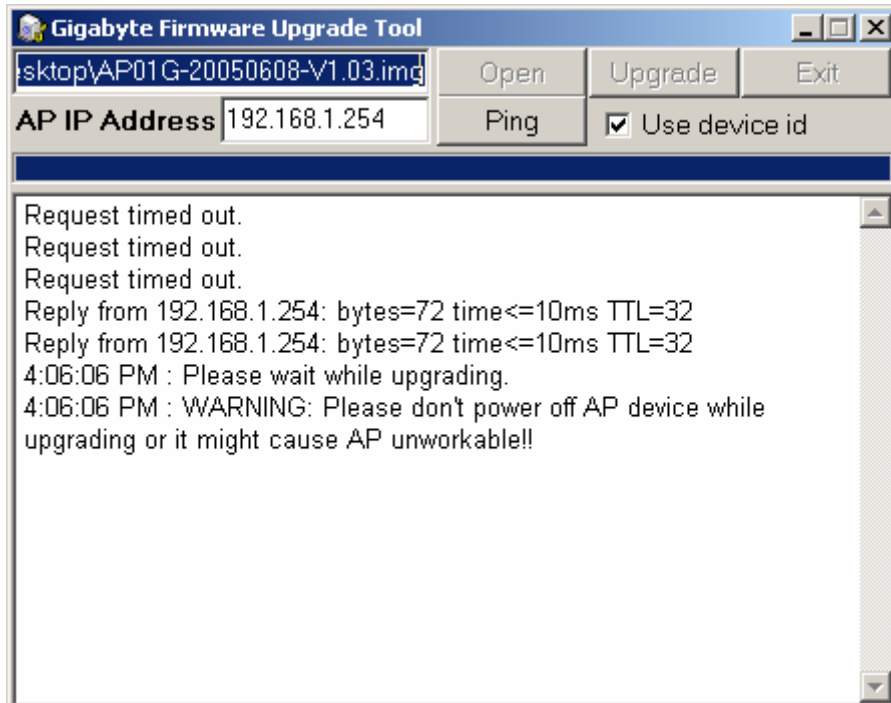 Gigabyte Firmware Upgrade Tool
sktop\AP01G-20050608-V1.03.img Open Upgrade Exit
AP IP Address 192.168.1.254 Ping Use device id
Request timed out.
Request timed out.
Request timed out.
Reply from 192.168.1.254: bytes=72 time<=10ms TTL=32
Reply from 192.168.1.254: bytes=72 time<=10ms TTL=32
4:06:06 PM : Please wait while upgrading.
4:06:06 PM : WARNING: Please don't power off AP device while
upgrading or it might cause AP unworkable!!